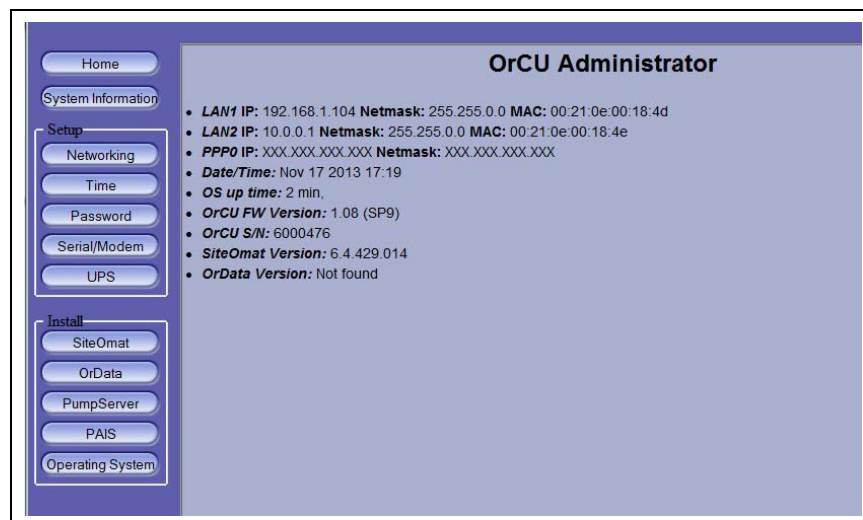 Home
System Information
Setup
Networking
Time
Password
Serial/Modem
UPS
Install
SiteOmat
OrData
PumpServer
PAIS
Operating System
OrCU Administrator
• LAN1 IP: 192.168.1.104 Netmask: 255.255.0.0 MAC: 00:21:0e:00:18:4d
• LAN2 IP: 10.0.0.1 Netmask: 255.255.0.0 MAC: 00:21:0e:00:18:4e
• PPP0 IP: XXX.XXX.XXX.XXX Netmask: XXX.XXX.XXX.XXX
• Date/Time: Nov 17 2013 17:19
• OS up time: 2 min,
• OrCU FW Version: 1.08 (SP9)
• OrCU S/N: 6000476
• SiteOmat Version: 6.4.429.014
• OrData Version: Not found